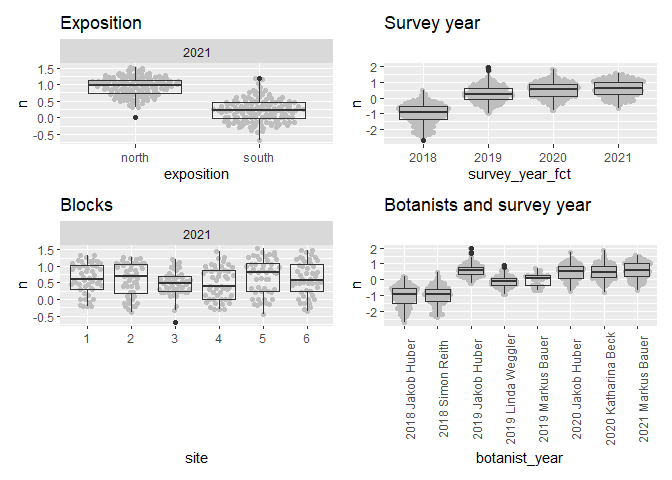 Exposition
2021
1.5
1.0
0.5
0.0
-0.5
n
north
south
exposition
Survey year
2
1
0
-1
-2
n
2018
2019
2020
2021
survey_year_fct
Blocks
2021
1.5
1.0
0.5
0.0
-0.5
n
1
2
3
4
5
6
site
Botanists and survey year
2
1
0
-1
-2
n
2018 Jakob Huber
2018 Simon Reith
2019 Jakob Huber
2019 Linda Weggler
2019 Markus Bauer
2020 Jakob Huber
2020 Katharina Beck
2021 Markus Bauer
botanist_year